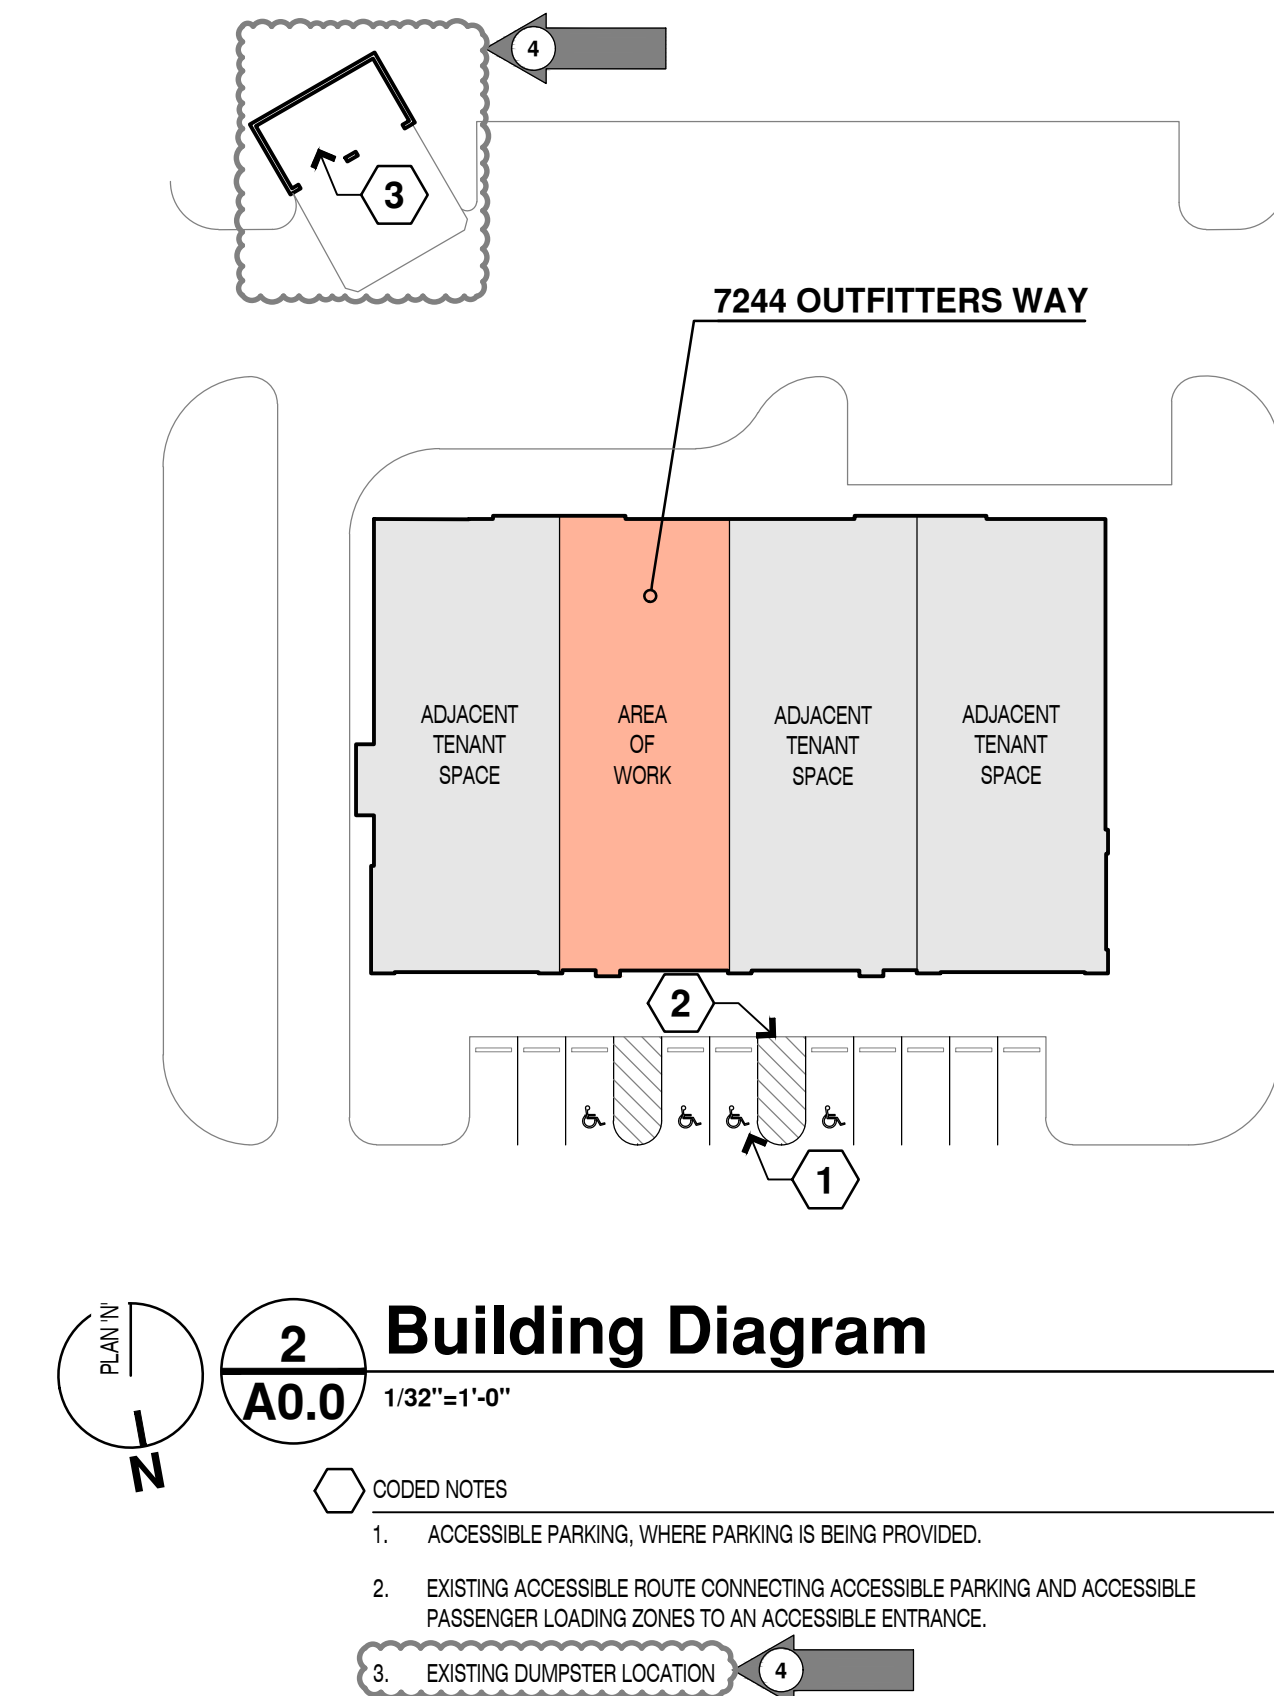 4
3
7244 OUTFITTERS WAY
ADJACENT
TENANT
SPACE
AREA
OF
WORK
ADJACENT
TENANT
SPACE
ADJACENT
TENANT
SPACE
2
1
PLAN 'N'
N
2
A0.0
Building Diagram
1/32"=1'-0"
CODED NOTES
1. ACCESSIBLE PARKING, WHERE PARKING IS BEING PROVIDED.
2. EXISTING ACCESSIBLE ROUTE CONNECTING ACCESSIBLE PARKING AND ACCESSIBLE
PASSENGER LOADING ZONES TO AN ACCESSIBLE ENTRANCE.
3. EXISTING DUMPSTER LOCATION
4